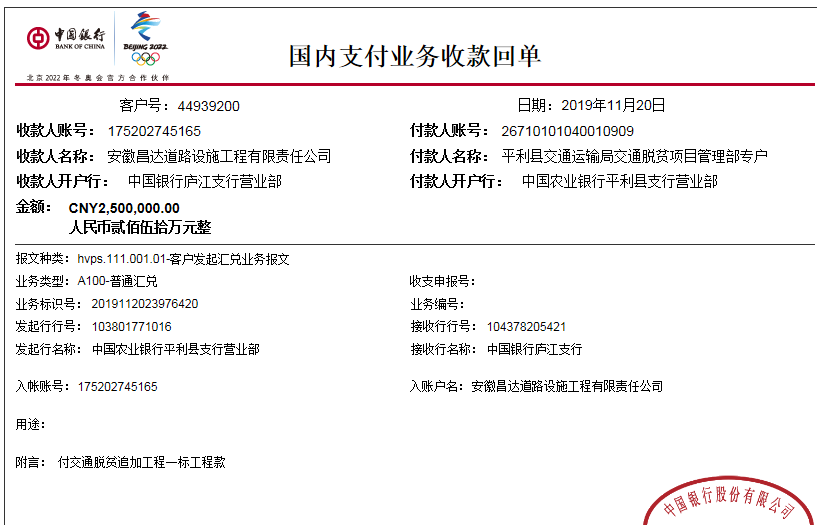 中国银行
BANK OF CHINA
BEIJING 2022
北京2022年冬奥会官方合作伙伴
国内支付业务收款回单
客户号：44939200 日期：2019年11月20日
收款人账号：175202745165 付款人账号：26710101040010909
收款人名称：安徽昌达道路设施工程有限责任公司 付款人名称：平利县交通运输局交通脱贫项目管理部专户
收款人开户行：中国银行庐江支行营业部 付款人开户行：中国农业银行平利县支行营业部
金额：CNY2,500,000.00
人民币贰佰伍拾万元整
报文种类：hvps.111.001.01-客户发起汇兑业务报文
业务类型：A100-普通汇兑 收支申报号：
业务标识号：2019112023976420 业务编号：
发起行行号：103801771016 接收行行号：104378205421
发起行名称：中国农业银行平利县支行营业部 接收行名称：中国银行庐江支行
入帐账号：175202745165 入账户名：安徽昌达道路设施工程有限责任公司
用途：
附言：付交通脱贫追加工程一标工程款
中国银行股份有限公司